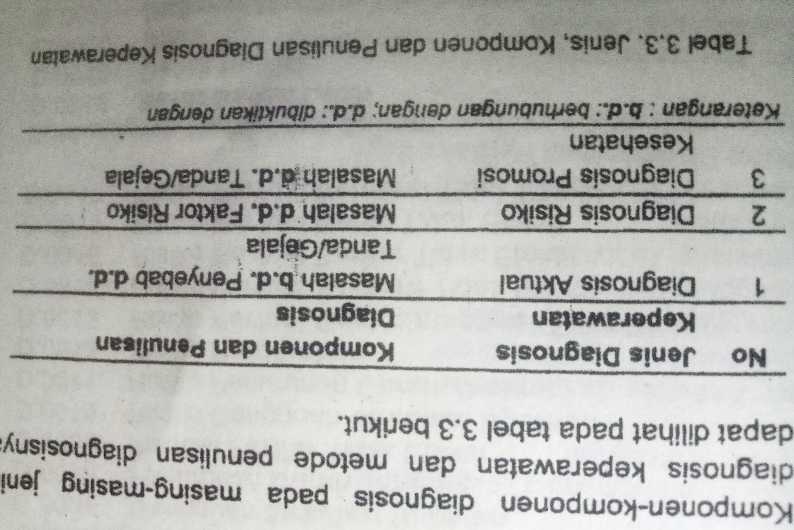 Komponen-komponen diagnosis pada masing-masing jeni
diagnosis keperawatan dan metode penulisan diagnosisny
dapat dilihat pada tabel 3.3 berikut.
No Jenis Diagnosis Komponen dan Penulisan
Keperawatan Diagnosis
1 Diagnosis Aktual Masalah b.d. Penyebab d.d.
Tanda/Gejala
2 Diagnosis Risiko Masalah d.d. Faktor Risiko
3 Diagnosis Promosi Masalah d.d. Tanda/Gejala
Kesehatan
Keterangan : b.d.: berhubungan dengan; d.d.: dibuktikan dengan
Tabel 3.3. Jenis, Komponen dan Penulisan Diagnosis Keperawatan